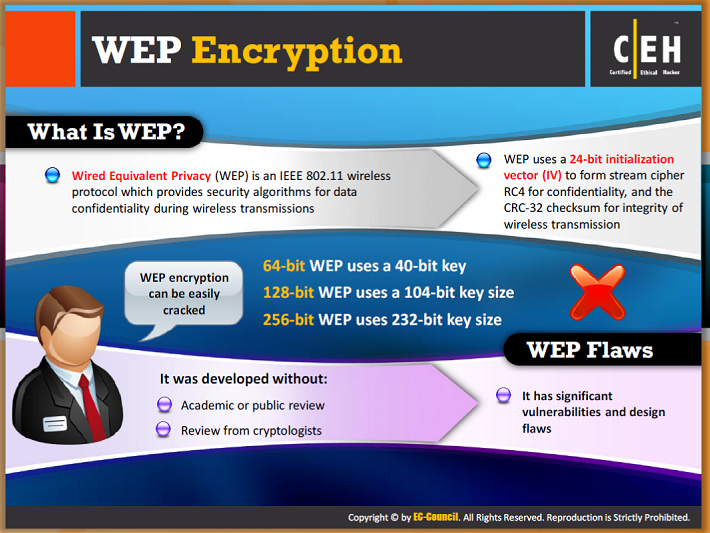 WEP Encryption
C|EH
™
Certified Ethical Hacker
What Is WEP?
Wired Equivalent Privacy (WEP) is an IEEE 802.11 wireless
protocol which provides security algorithms for data
confidentiality during wireless transmissions
WEP uses a 24-bit initialization
vector (IV) to form stream cipher
RC4 for confidentiality, and the
CRC-32 checksum for integrity of
wireless transmission
WEP encryption
can be easily
cracked
64-bit WEP uses a 40-bit key
128-bit WEP uses a 104-bit key size
256-bit WEP uses 232-bit key size
WEP Flaws
It was developed without:
Academic or public review
Review from cryptologists
It has significant
vulnerabilities and design
flaws
Copyright © by EC-Council. All Rights Reserved. Reproduction is Strictly Prohibited.